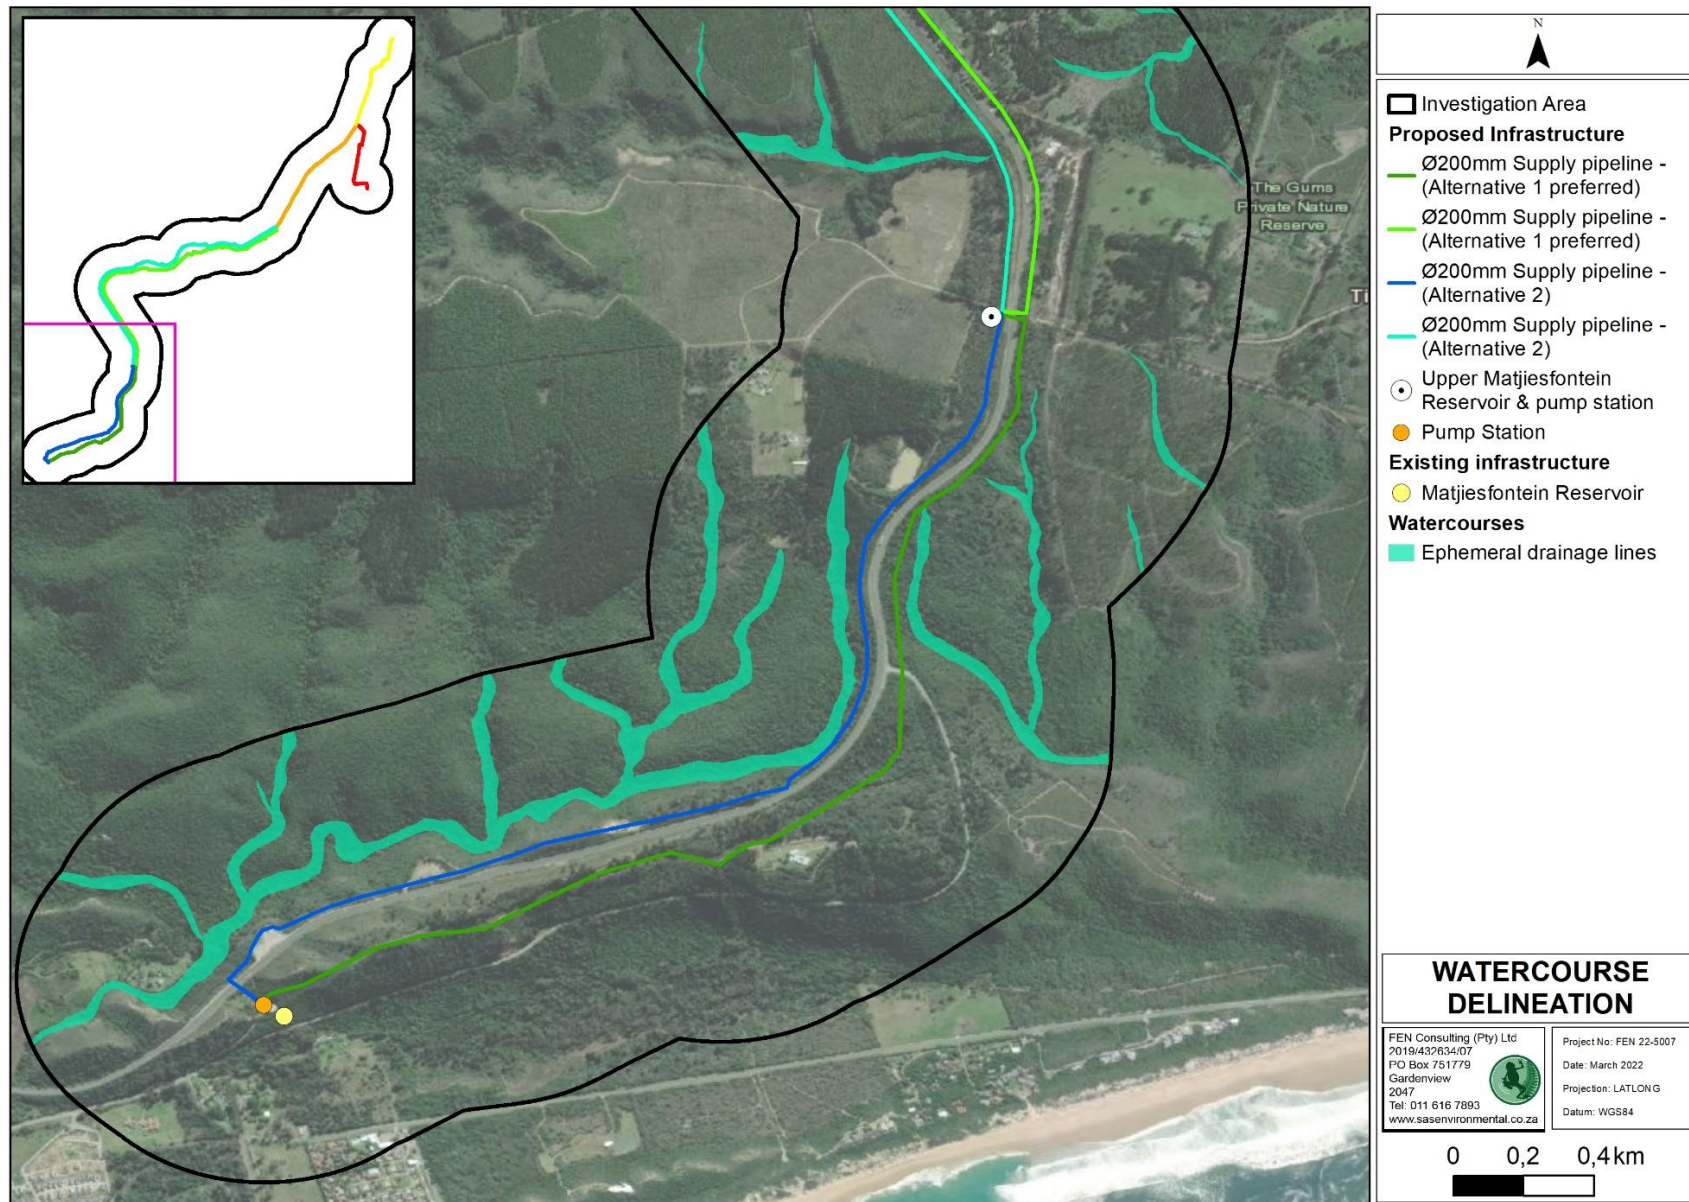 The Gums
Private Nature
Reserve
Ti
N
Investigation Area
Proposed Infrastructure
Ø200mm Supply pipeline -
(Alternative 1 preferred)
Ø200mm Supply pipeline -
(Alternative 1 preferred)
Ø200mm Supply pipeline -
(Alternative 2)
Ø200mm Supply pipeline -
(Alternative 2)
Upper Matjiesfontein
Reservoir & pump station
Pump Station
Existing infrastructure
Matjiesfontein Reservoir
Watercourses
Ephemeral drainage lines
WATERCOURSE
DELINEATION
FEN Consulting (Pty) Ltd
2019/432634/07
PO Box 751779
Gardenview
2047
Tel: 011 616 7893
www.sasenvironmental.co.za
Project No: FEN 22-5007
Date: March 2022
Projection: LATLONG
Datum: WGS84
0 0,2 0,4 km